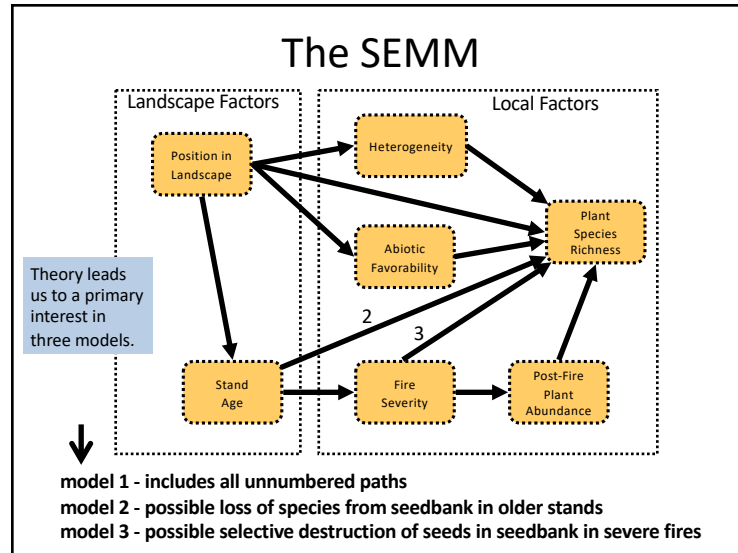 The SEMM
Landscape Factors
Local Factors
Position in
Landscape
Heterogeneity
Plant
Species
Richness
Abiotic
Favorability
Theory leads
us to a primary
interest in
three models.
2
3
Stand
Age
Fire
Severity
Post-Fire
Plant
Abundance
model 1 - includes all unnumbered paths
model 2 - possible loss of species from seedbank in older stands
model 3 - possible selective destruction of seeds in seedbank in severe fires